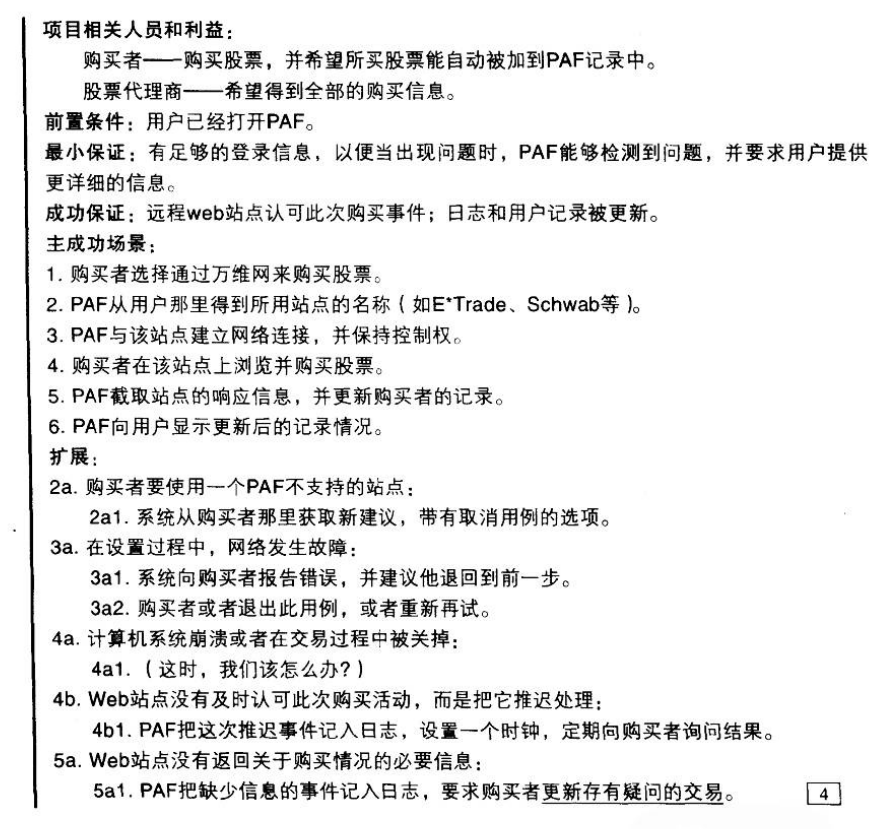 项目相关人员和利益：
购买者——购买股票，并希望所买股票能自动被加到PAF记录中。
股票代理商——希望得到全部的购买信息。
前置条件：用户已经打开PAF。
最小保证：有足够的登录信息，以便当出现问题时，PAF能够检测到问题，并要求用户提供
更详细的信息。
成功保证：远程web站点认可此次购买事件；日志和用户记录被更新。
主成功场景：
1. 购买者选择通过万维网来购买股票。
2. PAF从用户那里得到所用站点的名称（如E*Trade、Schwab等）。
3. PAF与该站点建立网络连接，并保持控制权。
4. 购买者在该站点上浏览并购买股票。
5. PAF截取站点的响应信息，并更新购买者的记录。
6. PAF向用户显示更新后的记录情况。
扩展：
2a. 购买者要使用一个PAF不支持的站点：
2a1. 系统从购买者那里获取新建议，带有取消用例的选项。
3a. 在设置过程中，网络发生故障：
3a1. 系统向购买者报告错误，并建议他退回到前一步。
3a2. 购买者或者退出此用例，或者重新再试。
4a. 计算机系统崩溃或者在交易过程中被关掉：
4a1.（这时，我们该怎么办?）
4b. Web站点没有及时认可此次购买活动，而是把它推迟处理：
4b1. PAF把这次推迟事件记入日志，设置一个时钟，定期向购买者询问结果。
5a. Web站点没有返回关于购买情况的必要信息：
5a1. PAF把缺少信息的事件记入日志，要求购买者更新存有疑问的交易。 4